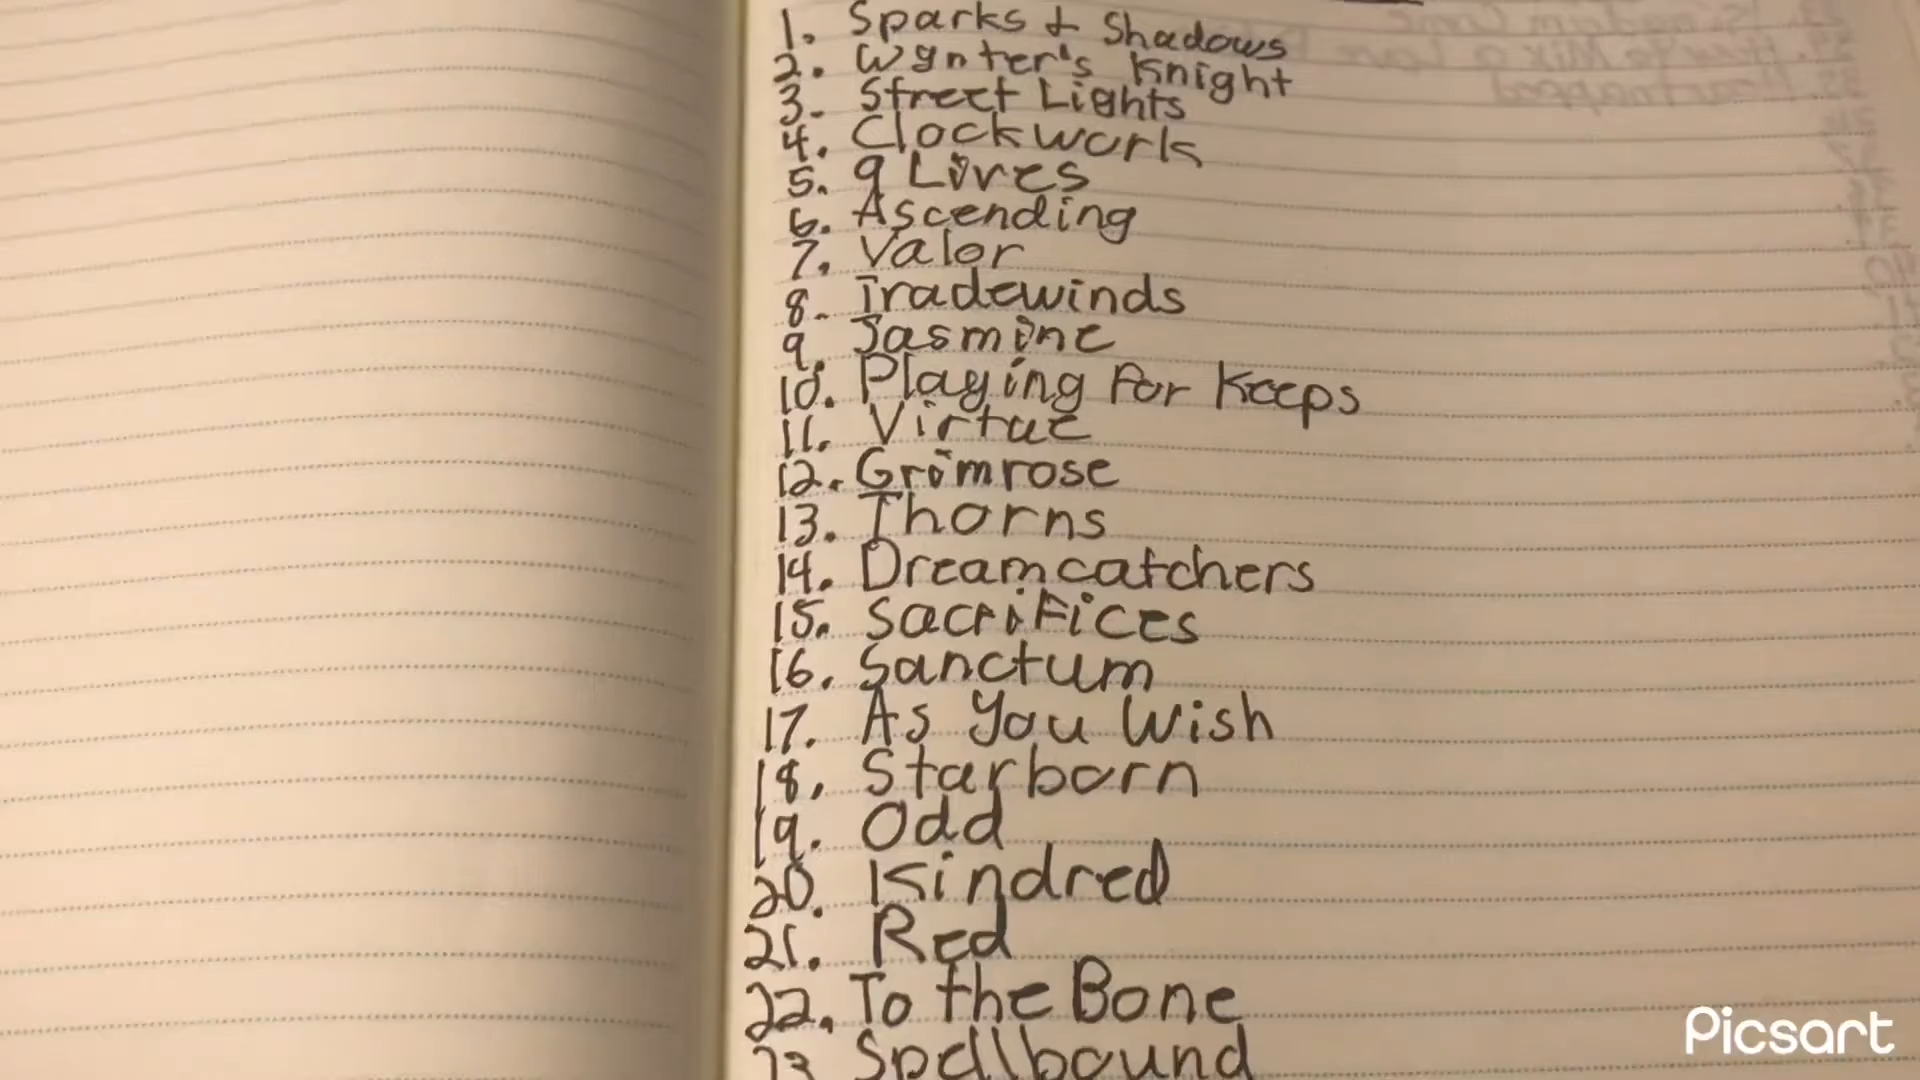 1. Sparks & Shadows
2. Wynter's Knight
3. Street Lights
4. Clockwork
5. 9 Lives
6. Ascending
7. Valor
8. Tradewinds
9. Jasmine
10. Playing For Keeps
11. Virtue
12. Grimrose
13. Thorns
14. Dreamcatchers
15. Sacrifices
16. Sanctum
17. As You Wish
18. Starborn
19. Odd
20. Kindred
21. Red
22. To the Bone
23 Spellbound
Picsart